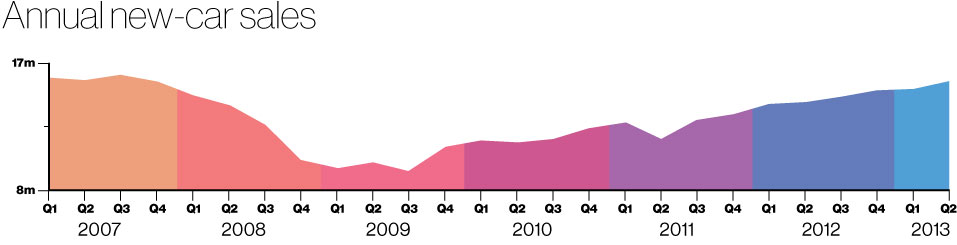 Annual new-car sales
17m
8m
Q1 Q2 Q3 Q4 Q1 Q2 Q3 Q4 Q1 Q2 Q3 Q4 Q1 Q2 Q3 Q4 Q1 Q2 Q3 Q4 Q1 Q2 Q3 Q4 Q1 Q2
2007 2008 2009 2010 2011 2012 2013